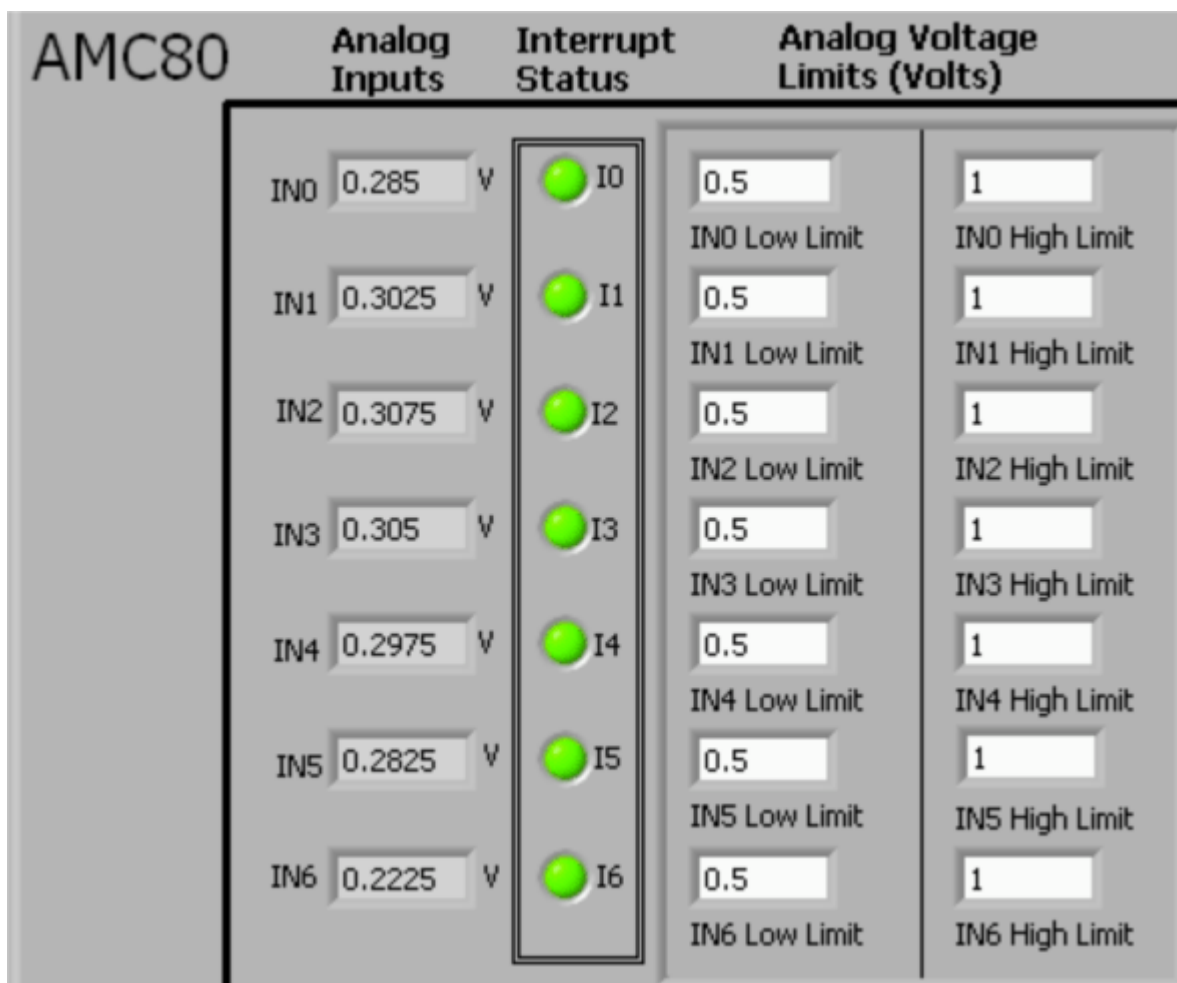 AMC80
Analog Inputs
Interrupt Status
Analog Voltage Limits (Volts)
IN0 0.285 V I0 0.5 1
IN0 Low Limit IN0 High Limit
IN1 0.3025 V I1 0.5 1
IN1 Low Limit IN1 High Limit
IN2 0.3075 V I2 0.5 1
IN2 Low Limit IN2 High Limit
IN3 0.305 V I3 0.5 1
IN3 Low Limit IN3 High Limit
IN4 0.2975 V I4 0.5 1
IN4 Low Limit IN4 High Limit
IN5 0.2825 V I5 0.5 1
IN5 Low Limit IN5 High Limit
IN6 0.2225 V I6 0.5 1
IN6 Low Limit IN6 High Limit